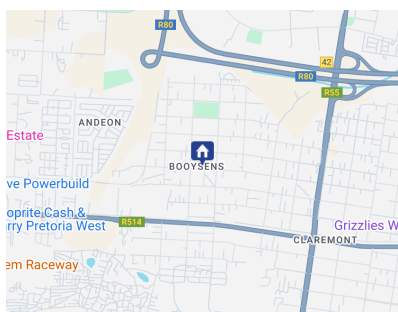 R80
42
R80
R55
ANDEON
Estate
BOOYSENS
ve Powerbuild
oprite Cash &
rry Pretoria West
R514
Grizzlies W
CLAREMONT
em Raceway